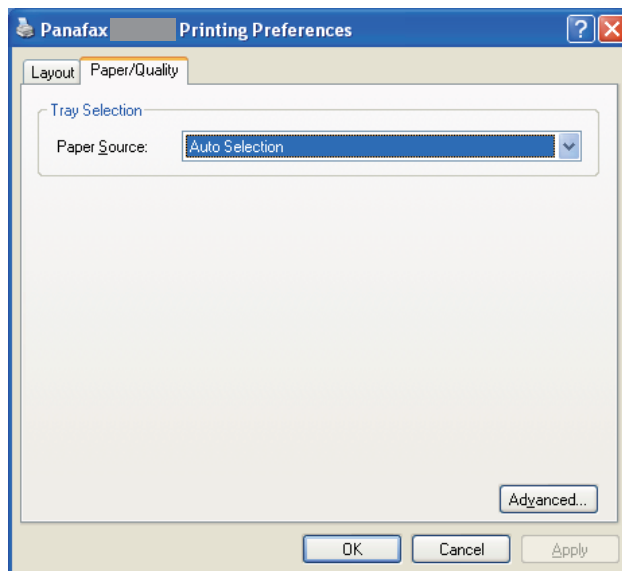 Panafax Printing Preferences
?
Layout Paper/Quality
Tray Selection
Paper Source: Auto Selection
Advanced...
OK Cancel Apply